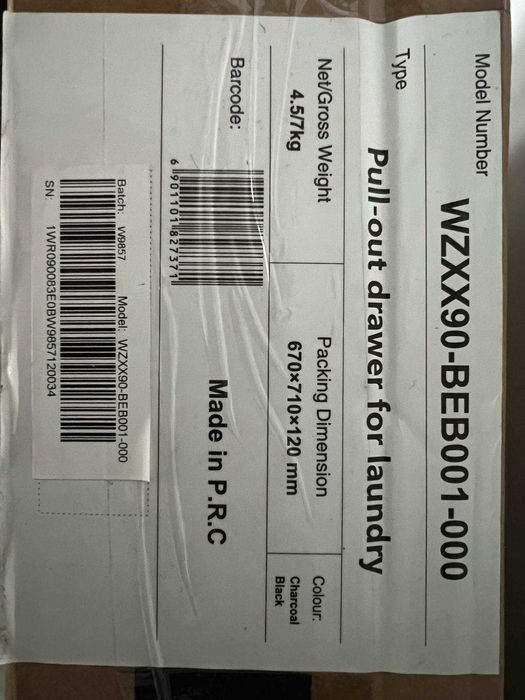 Model Number
WZXX90-BEB001-000
Type
Pull-out drawer for laundry
Net/Gross Weight
4.5/7kg
Packing Dimension
670×710×120 mm
Colour:
Charcoal
Black
Barcode:
6 901101 827371
Made in P.R.C
Batch: W9857 Model: WZXX90-BEB001-000
SN: 1WR090083E0BW9857120034